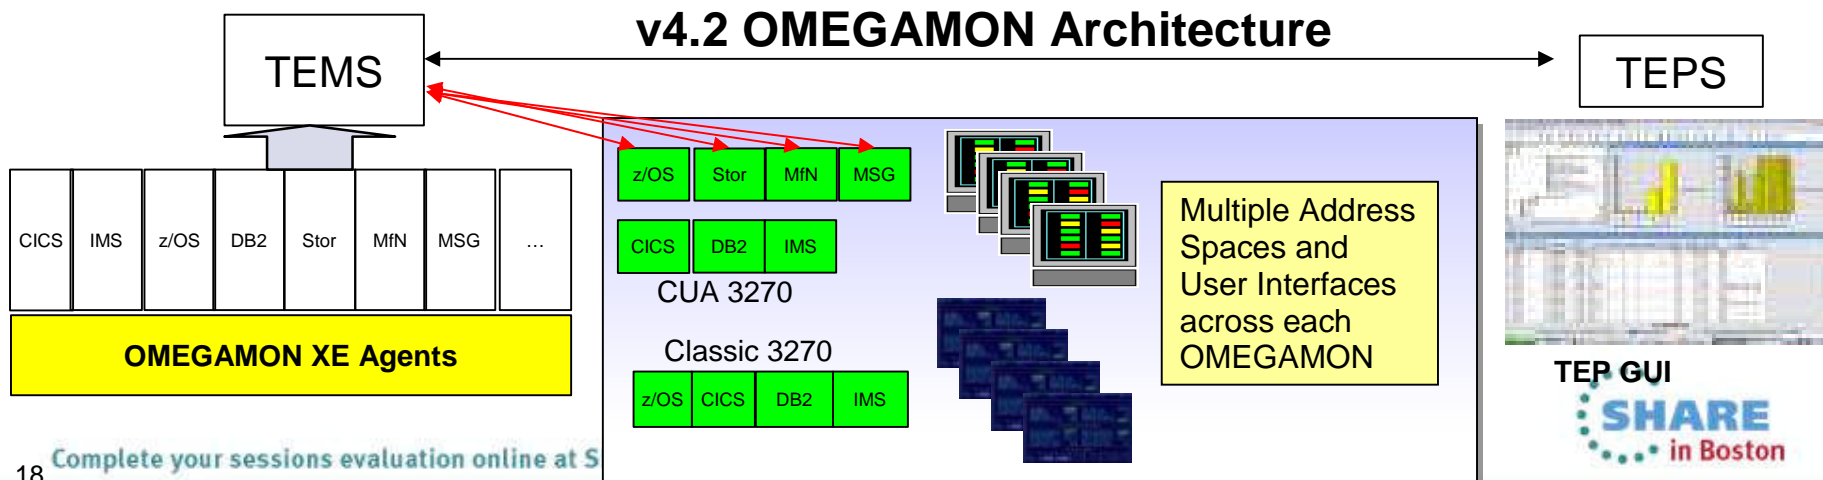 v4.2 OMEGAMON Architecture
TEMS
TEPS
z/OS Stor MfN MSG
CICS IMS z/OS DB2 Stor MfN MSG ...
CICS DB2 IMS
CUA 3270
Classic 3270
z/OS CICS DB2 IMS
OMEGAMON XE Agents
Multiple Address
Spaces and
User Interfaces
across each
OMEGAMON
TEP GUI
SHARE
in Boston
18 Complete your sessions evaluation online at S